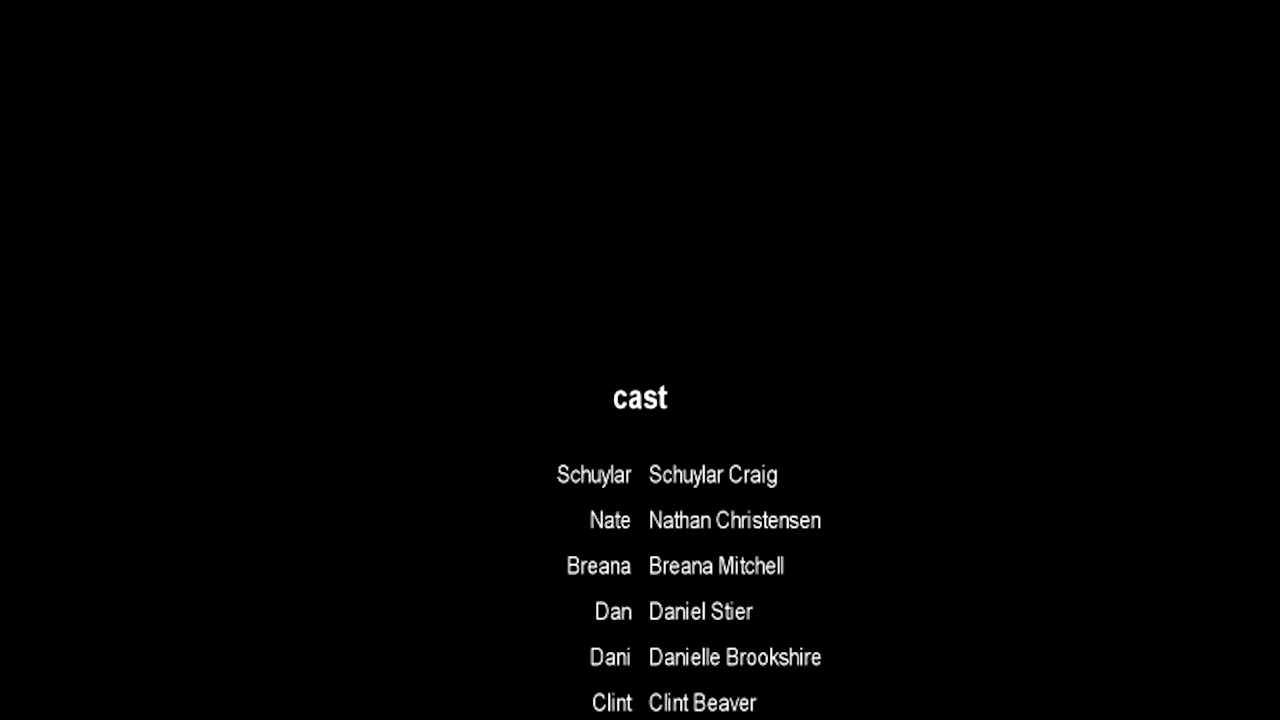 cast
Schuylar Schuylar Craig
Nate Nathan Christensen
Breana Breana Mitchell
Dan Daniel Stier
Dani Danielle Brookshire
Clint Clint Beaver